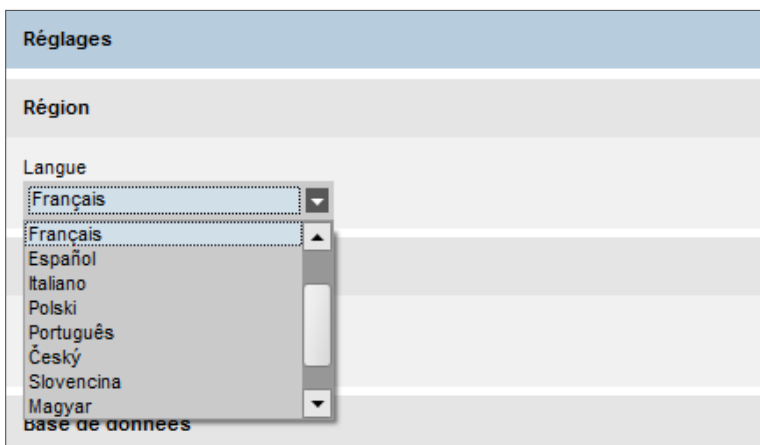 Réglages
Région
Langue
Français
Français
Español
Italiano
Polski
Português
Český
Slovencina
Magyar
Base de données